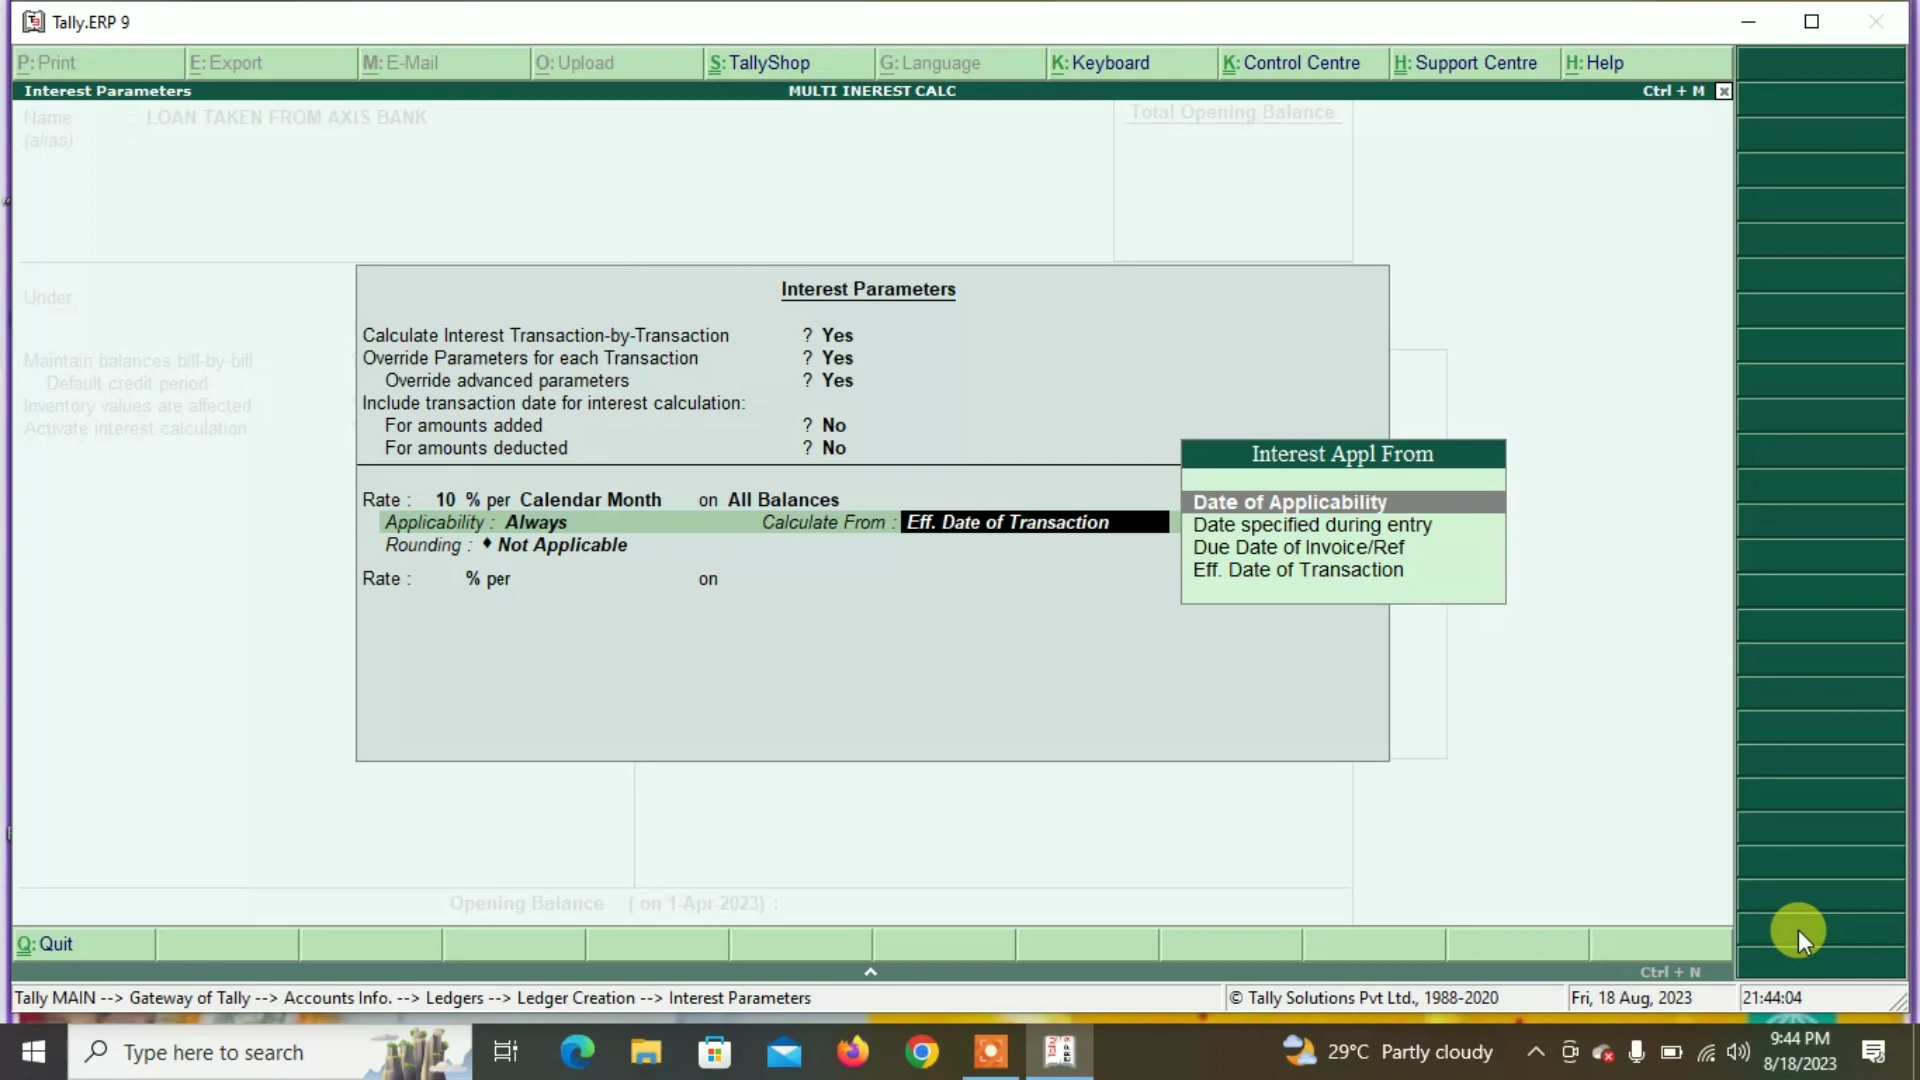 Tally.ERP 9
P: Print E: Export M: E-Mail O: Upload S: TallyShop G: Language K: Keyboard K: Control Centre H: Support Centre H: Help
Interest Parameters MULTI INEREST CALC Ctrl + M
Name : LOAN TAKEN FROM AXIS BANK Total Opening Balance
(alias)
Under
Interest Parameters
Calculate Interest Transaction-by-Transaction ? Yes
Override Parameters for each Transaction ? Yes
Maintain balances bill-by-bill
Override advanced parameters ? Yes
Default credit period
Include transaction date for interest calculation:
Inventory values are affected
For amounts added ? No
Activate interest calculation
For amounts deducted ? No
Interest Appl From
Date of Applicability
Date specified during entry
Due Date of Invoice/Ref
Eff. Date of Transaction
Rate : 10 % per Calendar Month on All Balances
Applicability : Always Calculate From : Eff. Date of Transaction
Rounding : ♦ Not Applicable
Rate : % per on
Opening Balance ( on 1-Apr-2023) :
Q: Quit
Ctrl + N
Tally MAIN --> Gateway of Tally --> Accounts Info. --> Ledgers --> Ledger Creation --> Interest Parameters © Tally Solutions Pvt Ltd., 1988-2020 Fri, 18 Aug, 2023 21:44:04
Type here to search 29°C Partly cloudy 9:44 PM
8/18/2023